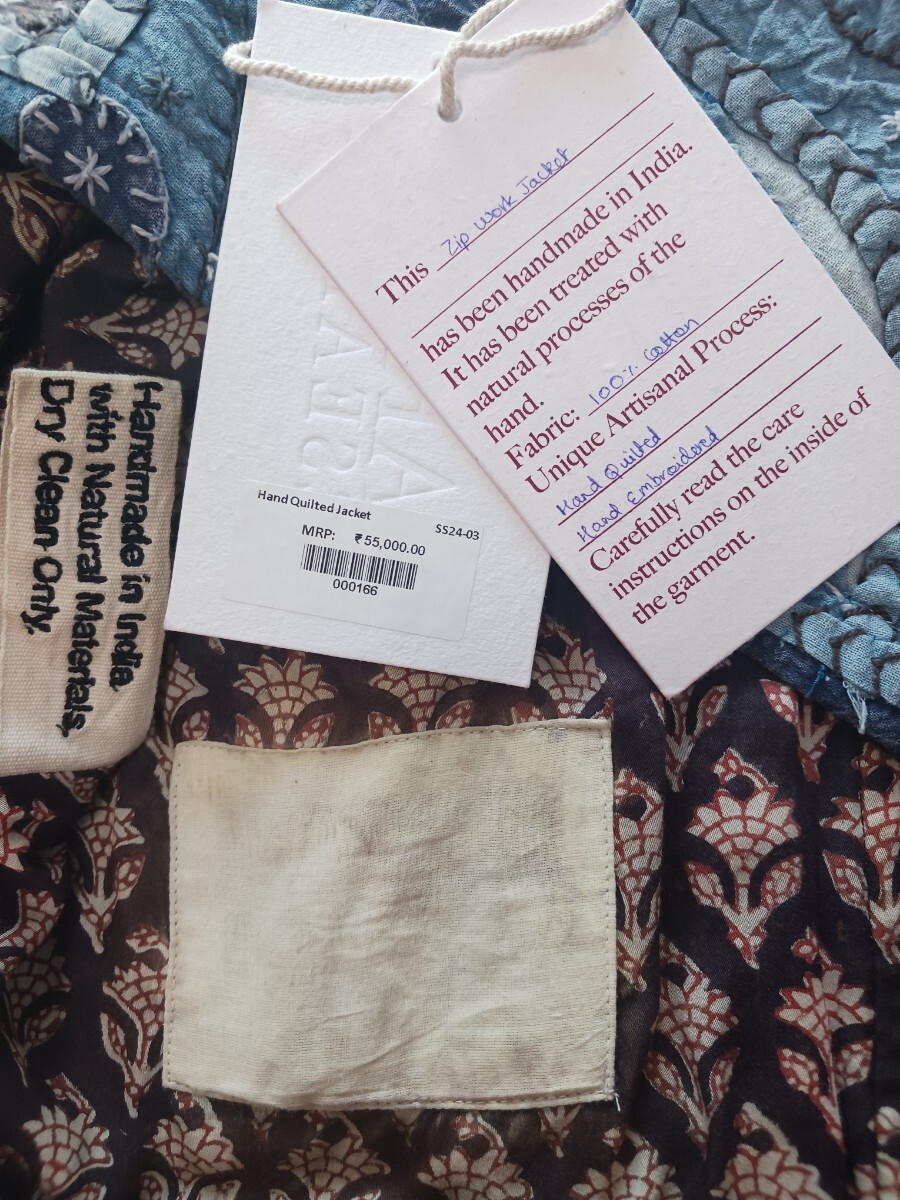 This Zip Work Jacket
has been handmade in India.
It has been treated with
natural processes of the
hand.
Fabric: 100% Cotton
Unique Artisanal Process:
Hand Quilted
Hand Embroidered
Carefully read the care
instructions on the inside of
the garment.
Hand Quilted Jacket
SS24-03
MRP: ₹55,000.00
000166
Handmade in India
with Natural Materials,
Dry Clean Only.